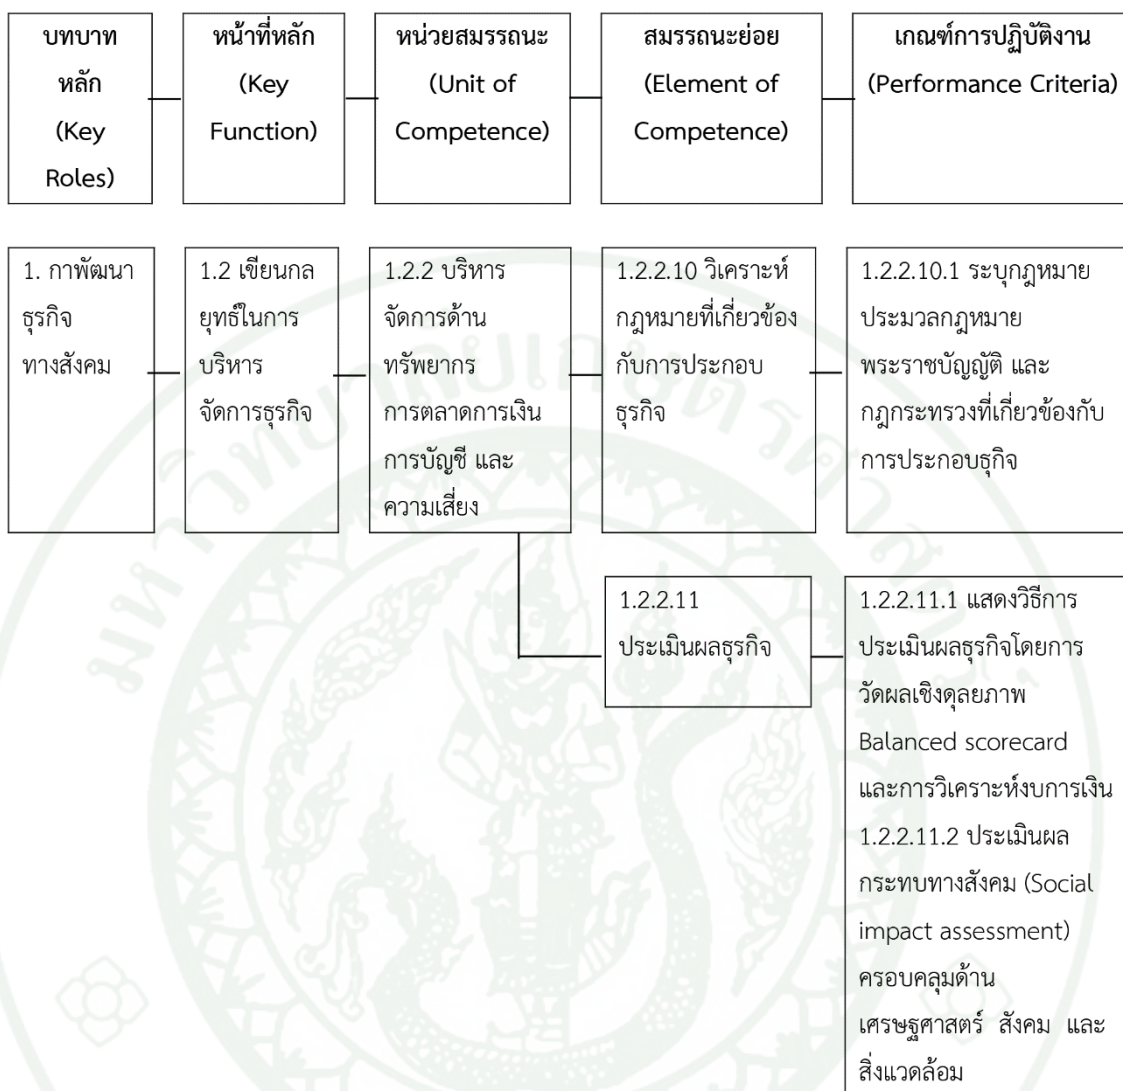 บทบาท
หลัก
(Key
Roles)
หน้าที่หลัก
(Key
Function)
หน่วยสมรรถนะ
(Unit of
Competence)
สมรรถนะย่อย
(Element of
Competence)
เกณฑ์การปฏิบัติงาน
(Performance Criteria)
1. กาพัฒนา
ธุรกิจ
ทางสังคม
1.2 เขียนกล
ยุทธ์ในการ
บริหาร
จัดการธุรกิจ
1.2.2 บริหาร
จัดการด้าน
ทรัพยากร
การตลาดการเงิน
การบัญชี และ
ความเสี่ยง
1.2.2.10 วิเคราะห์
กฎหมายที่เกี่ยวข้อง
กับการประกอบ
ธุรกิจ
1.2.2.10.1 ระบุกฎหมาย
ประมวลกฎหมาย
พระราชบัญญัติ และ
กฎกระทรวงที่เกี่ยวข้องกับ
การประกอบธุกิจ
1.2.2.11
ประเมินผลธุรกิจ
1.2.2.11.1 แสดงวิธีการ
ประเมินผลธุรกิจโดยการ
วัดผลเชิงดุลยภาพ
Balanced scorecard
และการวิเคราะห์งบการเงิน
1.2.2.11.2 ประเมินผล
กระทบทางสังคม (Social
impact assessment)
ครอบคลุมด้าน
เศรษฐศาสตร์ สังคม และ
สิ่งแวดล้อม
มหาวิทยาลัยเกษตรศาสตร์